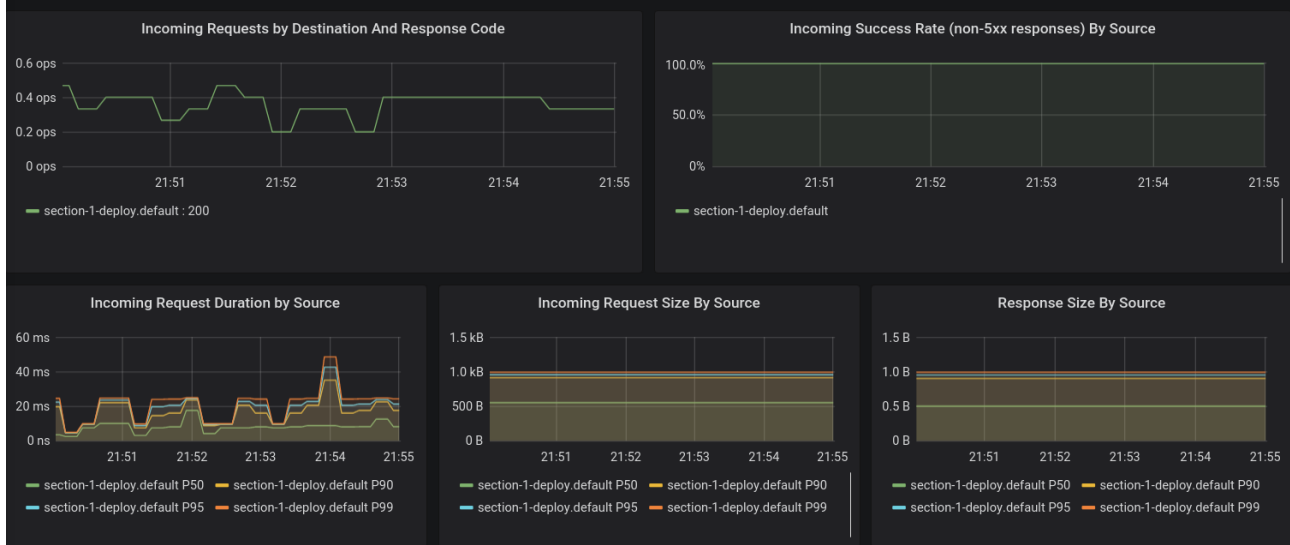 Incoming Requests by Destination And Response Code
0.6 ops
0.4 ops
0.2 ops
0 ops
21:51 21:52 21:53 21:54 21:55
section-1-deploy.default : 200
Incoming Success Rate (non-5xx responses) By Source
100.0%
50.0%
0%
21:51 21:52 21:53 21:54 21:55
section-1-deploy.default
Incoming Request Duration by Source
60 ms
40 ms
20 ms
0 ns
21:51 21:52 21:53 21:54 21:55
section-1-deploy.default P50 section-1-deploy.default P90
section-1-deploy.default P95 section-1-deploy.default P99
Incoming Request Size By Source
1.5 kB
1.0 kB
500 B
0 B
21:51 21:52 21:53 21:54 21:55
section-1-deploy.default P50 section-1-deploy.default P90
section-1-deploy.default P95 section-1-deploy.default P99
Response Size By Source
1.5 B
1.0 B
0.5 B
0 B
21:51 21:52 21:53 21:54 21:55
section-1-deploy.default P50 section-1-deploy.default P90
section-1-deploy.default P95 section-1-deploy.default P99